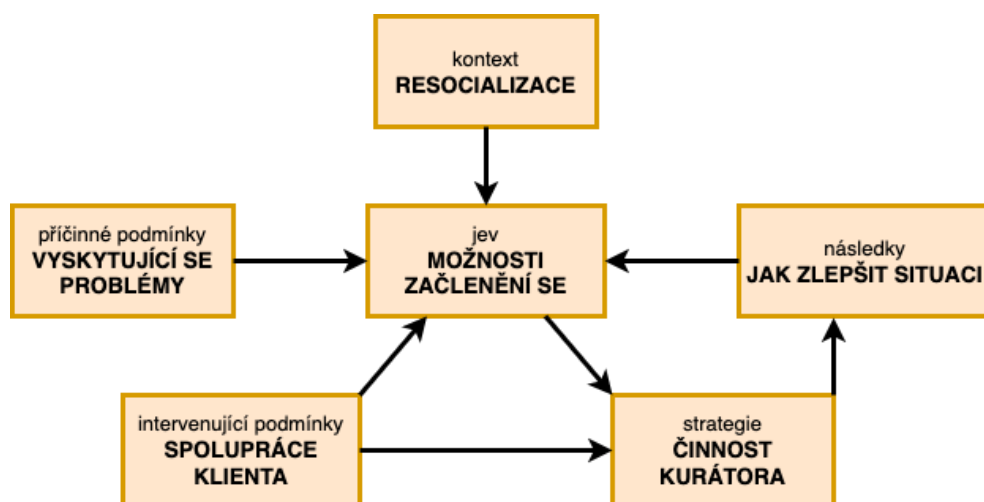 kontext
RESOCIALIZACE
příčinné podmínky
VYSKYTUJÍCÍ SE
PROBLÉMY
jev
MOŽNOSTI
ZAČLENĚNÍ SE
následky
JAK ZLEPŠIT SITUACI
intervenující podmínky
SPOLUPRÁCE
KLIENTA
strategie
ČINNOST
KURÁTORA